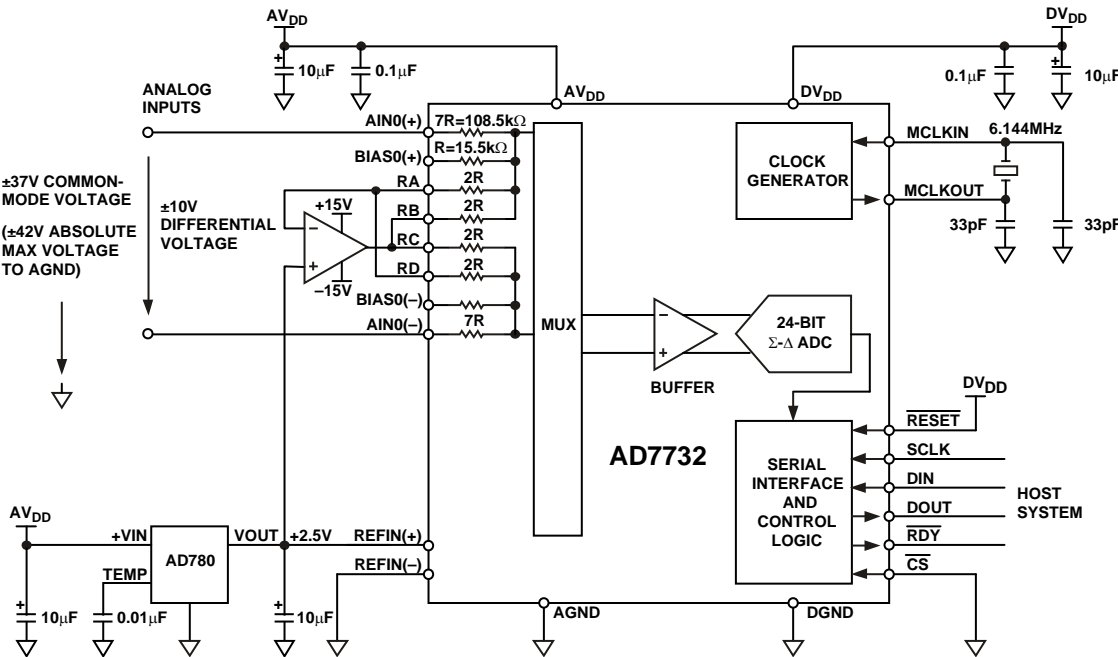 AVDD
DVDD
10μF
0.1μF
0.1μF
10μF
ANALOG
INPUTS
AVDD
DVDD
AIN0(+)
7R=108.5kΩ
BIAS0(+)
R=15.5kΩ
RA
2R
RB
2R
RC
2R
RD
2R
BIAS0(–)
AIN0(–)
7R
±37V COMMON-
MODE VOLTAGE
(±42V ABSOLUTE
MAX VOLTAGE
TO AGND)
±10V
DIFFERENTIAL
VOLTAGE
+15V
–15V
MUX
CLOCK
GENERATOR
MCLKIN
6.144MHz
MCLKOUT
33pF
33pF
BUFFER
24-BIT
Σ-Δ ADC
AD7732
SERIAL
INTERFACE
AND
CONTROL
LOGIC
DVDD
RESET
SCLK
DIN
DOUT
RDY
CS
HOST
SYSTEM
AVDD
+VIN
AD780
VOUT
+2.5V
REFIN(+)
REFIN(–)
TEMP
10μF
0.01μF
10μF
AGND
DGND